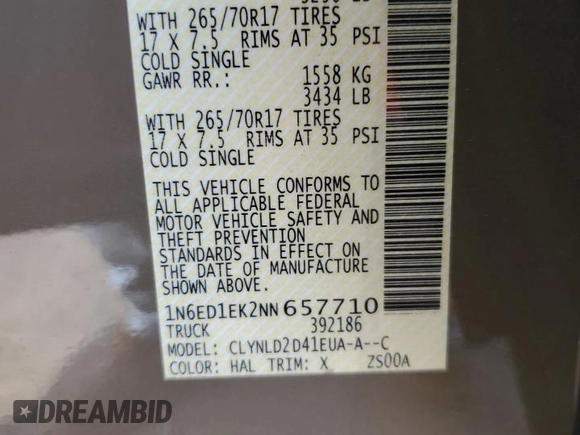 WITH 265/70R17 TIRES
17 X 7.5 RIMS AT 35 PSI
COLD SINGLE
GAWR RR.: 1558 KG
3434 LB
WITH 265/70R17 TIRES
17 X 7.5 RIMS AT 35 PSI
COLD SINGLE
THIS VEHICLE CONFORMS TO
ALL APPLICABLE FEDERAL
MOTOR VEHICLE SAFETY AND
THEFT PREVENTION
STANDARDS IN EFFECT ON
THE DATE OF MANUFACTURE
SHOWN ABOVE.
1N6ED1EK2NN657710
TRUCK 392186
MODEL: CLYNLD2D41EUA-A--C
COLOR: HAL TRIM: X ZS00A
DREAMBID